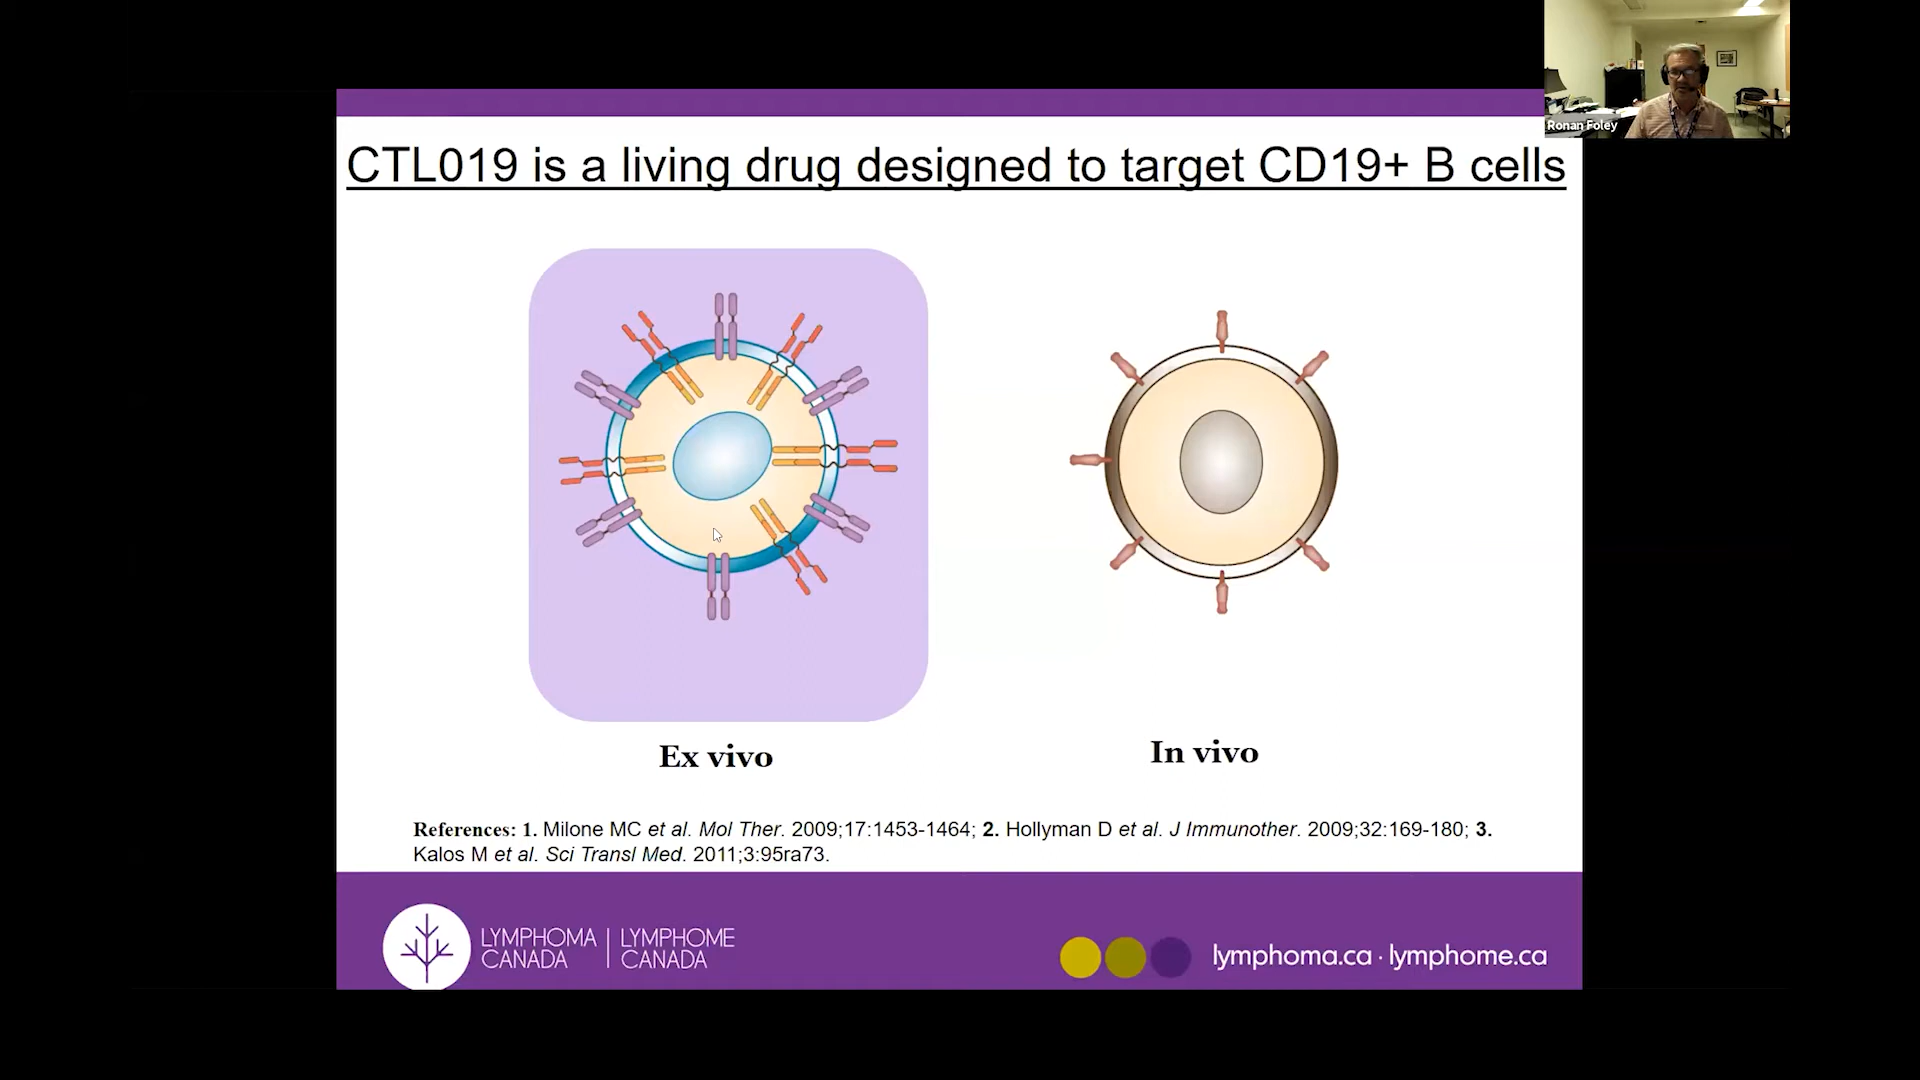 Ronan Foley
CTL019 is a living drug designed to target CD19+ B cells
Ex vivo
In vivo
References: 1. Milone MC et al. Mol Ther. 2009;17:1453-1464; 2. Hollyman D et al. J Immunother. 2009;32:169-180; 3.
Kalos M et al. Sci Transl Med. 2011;3:95ra73.
LYMPHOMA
CANADA
LYMPHOME
CANADA
lymphoma.ca · lymphome.ca